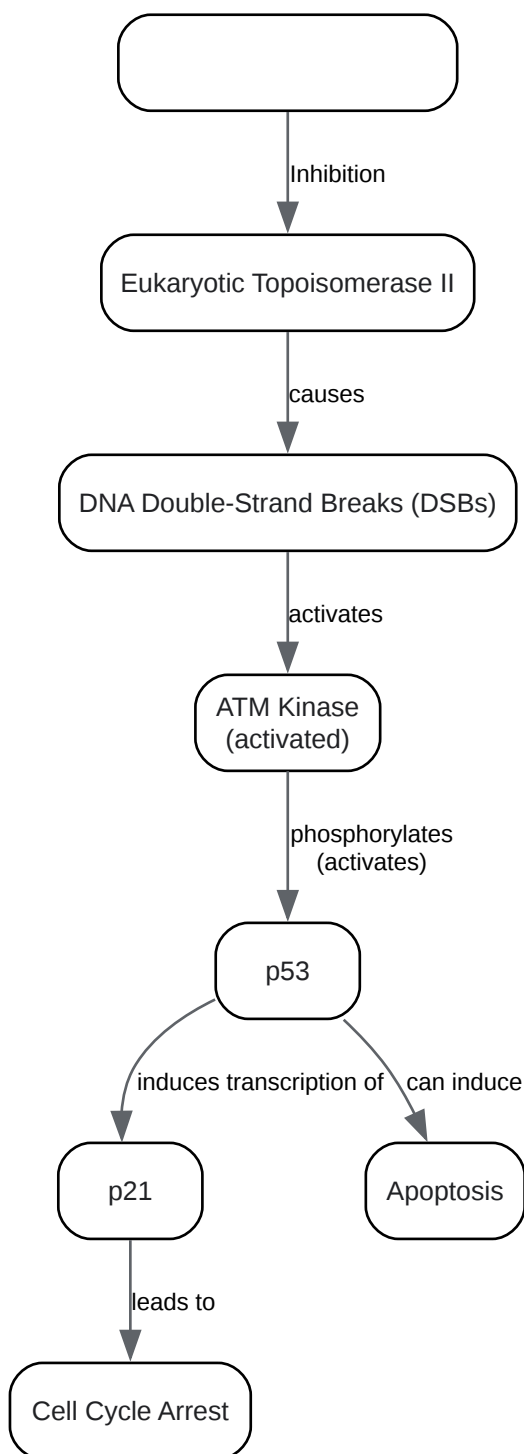 Inhibition
Eukaryotic Topoisomerase II
causes
DNA Double-Strand Breaks (DSBs)
activates
ATM Kinase
(activated)
phosphorylates
(activates)
p53
induces transcription of
can induce
p21
Apoptosis
leads to
Cell Cycle Arrest